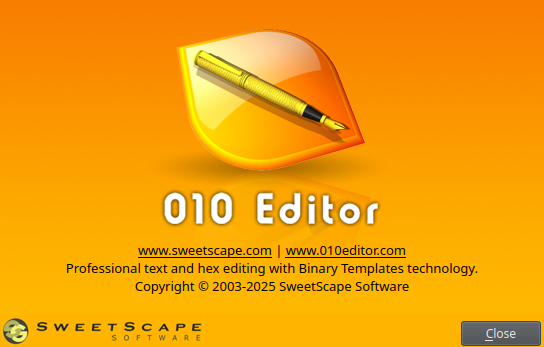 010 Editor
www.sweetscape.com | www.010editor.com
Professional text and hex editing with Binary Templates technology.
Copyright © 2003-2025 SweetScape Software
SWEETSCAPE
SOFTWARE
Close